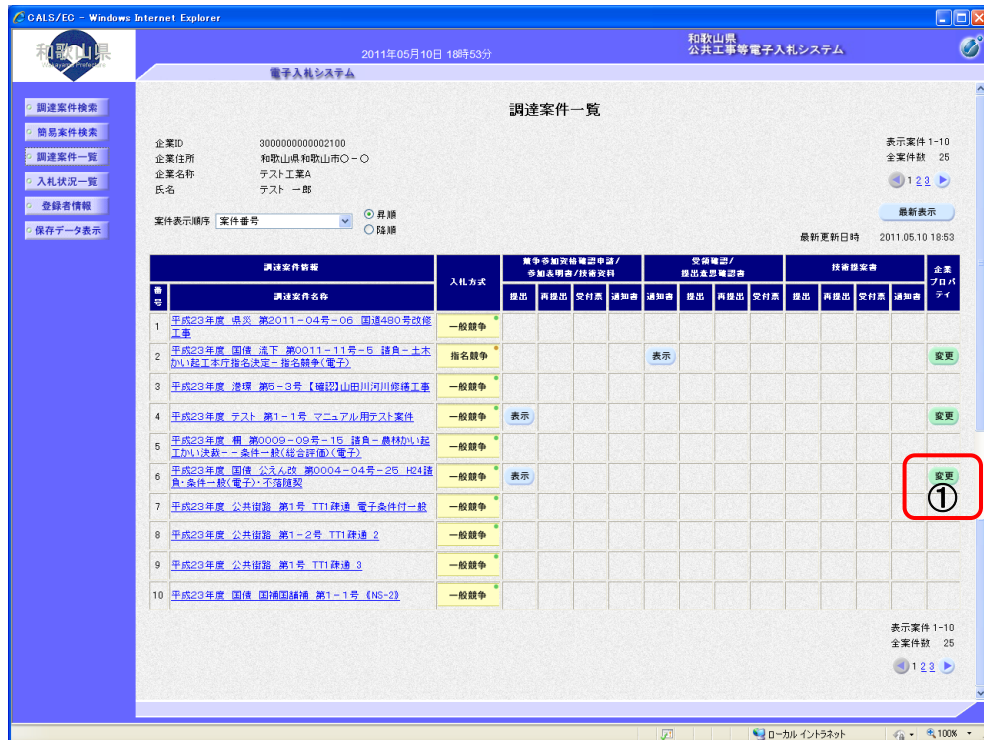 CALS/EC - Windows Internet Explorer
和歌山県
Wakayama Prefecture
2011年05月10日 18時53分
和歌山県
公共工事等電子入札システム
電子入札システム
調達案件検索
簡易案件検索
調達案件一覧
入札状況一覧
登録者情報
保存データ表示
調達案件一覧
企業ID 3000000000002100
企業住所 和歌山県和歌山市○-○
企業名称 テスト工業A
氏名 テスト 一郎
表示案件 1-10
全案件数 25
1 2 3
案件表示順序 案件番号 昇順
降順
最新表示
最新更新日時 2011.05.10 18:53
調達案件情報 入札方式 競争参加資格確認申請/参加表明書/技術資料 受領確認/提出意思確認書 技術提案書 企業プロパティ
番号 調達案件名称 提出 再提出 受付票 通知書 通知書 提出 再提出 受付票 提出 再提出 受付票 通知書
1 平成23年度 県災 第2011-04号-06 国道480号改修工事 一般競争
2 平成23年度 国債 流下 第0011-11号-5 請負-土木かい起工本庁指名決定-指名競争(電子) 指名競争 表示 変更
3 平成23年度 港環 第5-3号 【確認】山田川河川修繕工事 一般競争
4 平成23年度 テスト 第1-1号 マニュアル用テスト案件 一般競争 表示 変更
5 平成23年度 欄 第0009-09号-15 請負-農林かい起工かい決裁--条件一般(総合評価)(電子) 一般競争
6 平成23年度 国債 公えん改 第0004-04号-25 H24請負・条件一般(電子)・不落随契 一般競争 表示 変更
①
7 平成23年度 公共街路 第1号 TT1疎通 電子条件付一般 一般競争
8 平成23年度 公共街路 第1-2号 TT1疎通 2 一般競争
9 平成23年度 公共街路 第1号 TT1疎通 3 一般競争
10 平成23年度 国債 国補国舗補 第1-1号 《NS-2》 一般競争
表示案件 1-10
全案件数 25
1 2 3
ローカル イントラネット 100%